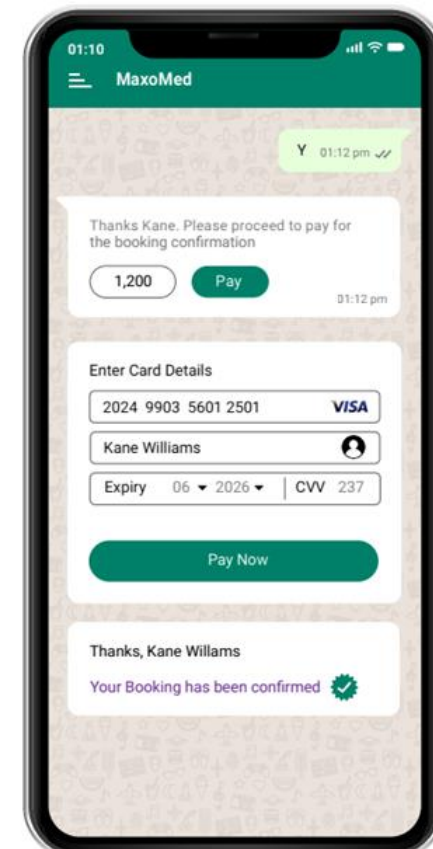 01:10
MaxoMed
Y 01:12 pm
Thanks Kane. Please proceed to pay for
the booking confirmation
1,200 Pay
01:12 pm
Enter Card Details
2024 9903 5601 2501 VISA
Kane Williams
Expiry 06 2026 CVV 237
Pay Now
Thanks, Kane Willams
Your Booking has been confirmed